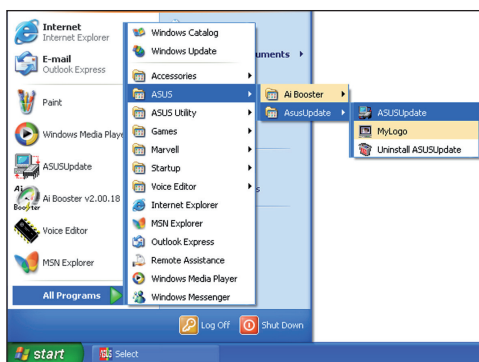 Internet
Internet Explorer
E-mail
Outlook Express
Paint
Windows Media Playe
ASUSUpdate
Ai Booster v2.00.18
Voice Editor
MSN Explorer
All Programs
Windows Catalog
Windows Update
Accessories
ASUS
ASUS Utility
Games
Marvell
Startup
Voice Editor
Internet Explorer
MSN Explorer
Outlook Express
Remote Assistance
Windows Media Player
Windows Messenger
uments
s
Ai Booster
AsusUpdate
ASUSUpdate
MyLogo
Uninstall ASUSUpdate
Log Off
Shut Down
start
Select